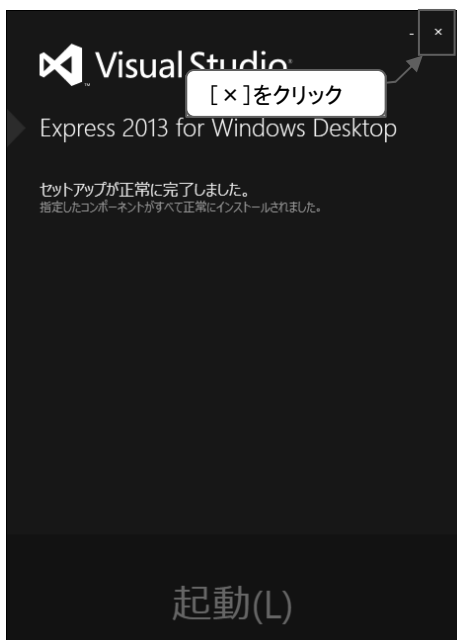 - ×
Visual Studio
[×]をクリック
Express 2013 for Windows Desktop
セットアップが正常に完了しました。
指定したコンポーネントがすべて正常にインストールされました。
起動(L)